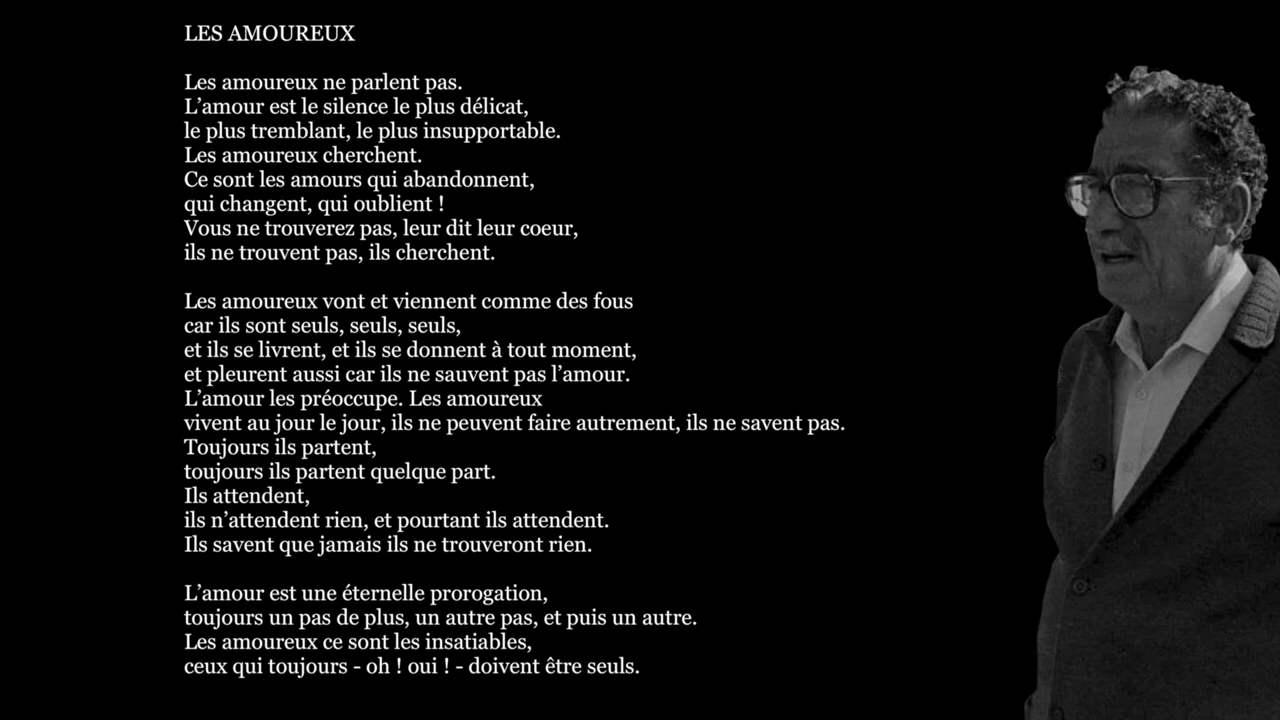 LES AMOUREUX
Les amoureux ne parlent pas.
L’amour est le silence le plus délicat,
le plus tremblant, le plus insupportable.
Les amoureux cherchent.
Ce sont les amours qui abandonnent,
qui changent, qui oublient !
Vous ne trouverez pas, leur dit leur coeur,
ils ne trouvent pas, ils cherchent.
Les amoureux vont et viennent comme des fous
car ils sont seuls, seuls, seuls,
et ils se livrent, et ils se donnent à tout moment,
et pleurent aussi car ils ne sauvent pas l’amour.
L’amour les préoccupe. Les amoureux
vivent au jour le jour, ils ne peuvent faire autrement, ils ne savent pas.
Toujours ils partent,
toujours ils partent quelque part.
Ils attendent,
ils n’attendent rien, et pourtant ils attendent.
Ils savent que jamais ils ne trouveront rien.
L’amour est une éternelle prorogation,
toujours un pas de plus, un autre pas, et puis un autre.
Les amoureux ce sont les insatiables,
ceux qui toujours - oh ! oui ! - doivent être seuls.